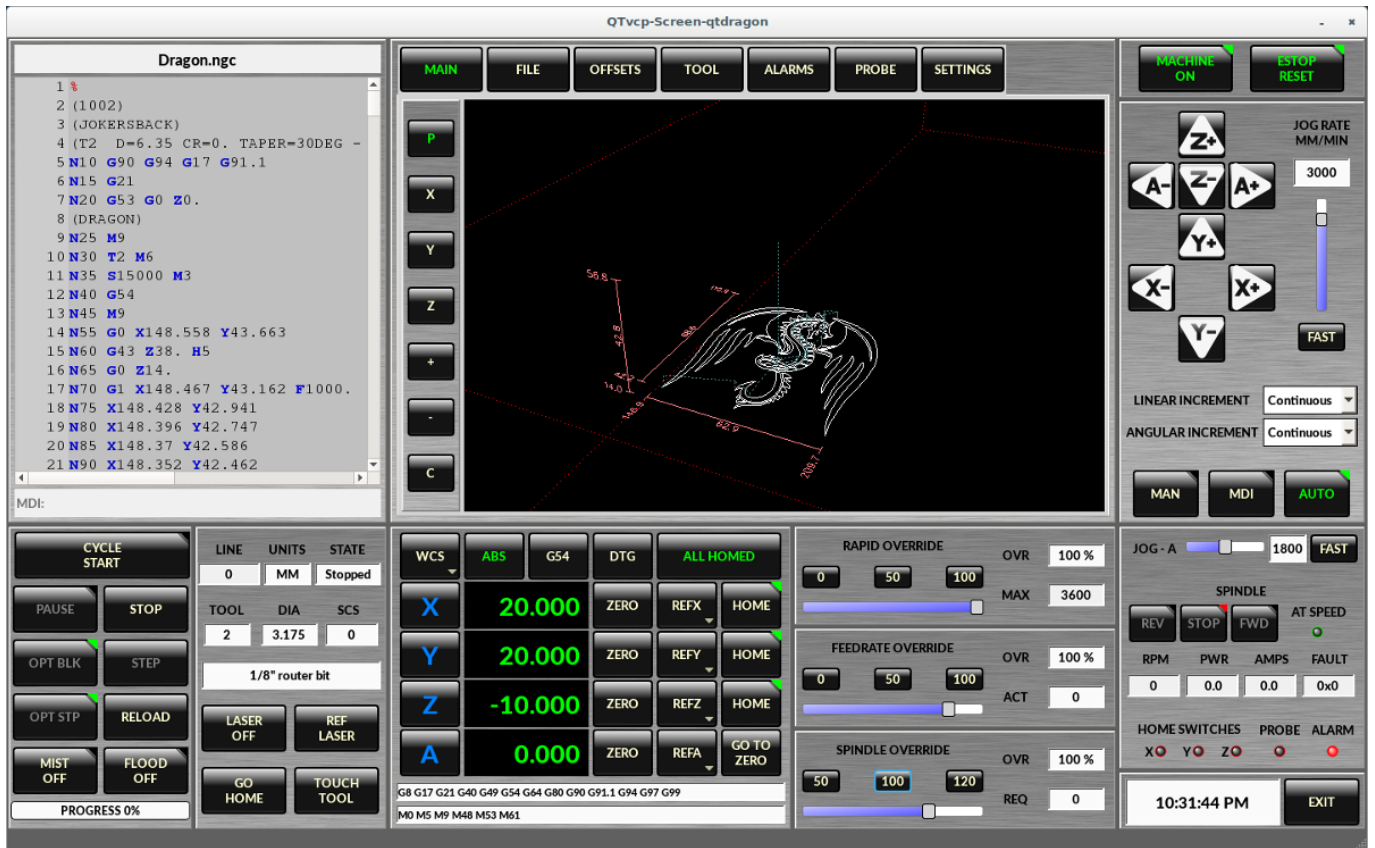 QTvcp-Screen-qtdragon
Dragon.ngc
1 %
2 (1002)
3 (JOKERSBACK)
4 (T2 D=6.35 CR=0. TAPER=30DEG -
5 N10 G90 G94 G17 G91.1
6 N15 G21
7 N20 G53 G0 Z0.
8 (DRAGON)
9 N25 M9
10 N30 T2 M6
11 N35 S15000 M3
12 N40 G54
13 N45 M9
14 N55 G0 X148.558 Y43.663
15 N60 G43 Z38. H5
16 N65 G0 Z14.
17 N70 G1 X148.467 Y43.162 F1000.
18 N75 X148.428 Y42.941
19 N80 X148.396 Y42.747
20 N85 X148.37 Y42.586
21 N90 X148.352 Y42.462
MDI:
MAIN FILE OFFSETS TOOL ALARMS PROBE SETTINGS
P
X
Y
Z
+
-
C
56.8
42.8
14.0
88.6
146.8
62.9
209.7
MACHINE ON
ESTOP RESET
JOG RATE
MM/MIN
3000
Z+
A- Z- A+
Y+
X- X+
Y-
FAST
LINEAR INCREMENT Continuous
ANGULAR INCREMENT Continuous
MAN MDI AUTO
CYCLE START
PAUSE STOP
OPT BLK STEP
OPT STP RELOAD
MIST OFF
FLOOD OFF
PROGRESS 0%
LINE UNITS STATE
0 MM Stopped
TOOL DIA SCS
2 3.175 0
1/8" router bit
LASER OFF
REF LASER
GO HOME
TOUCH TOOL
WCS ABS G54 DTG ALL HOMED
X 20.000 ZERO REFX HOME
Y 20.000 ZERO REFY HOME
Z -10.000 ZERO REFZ HOME
A 0.000 ZERO REFA GO TO ZERO
G8 G17 G21 G40 G49 G54 G64 G80 G90 G91.1 G94 G97 G99
M0 M5 M9 M48 M53 M61
RAPID OVERRIDE
0 50 100
OVR 100 %
MAX 3600
FEEDRATE OVERRIDE
0 50 100
OVR 100 %
ACT 0
SPINDLE OVERRIDE
50 100 120
OVR 100 %
REQ 0
JOG - A 1800 FAST
SPINDLE
REV STOP FWD AT SPEED
RPM PWR AMPS FAULT
0 0.0 0.0 0x0
HOME SWITCHES PROBE ALARM
X Y Z
10:31:44 PM EXIT